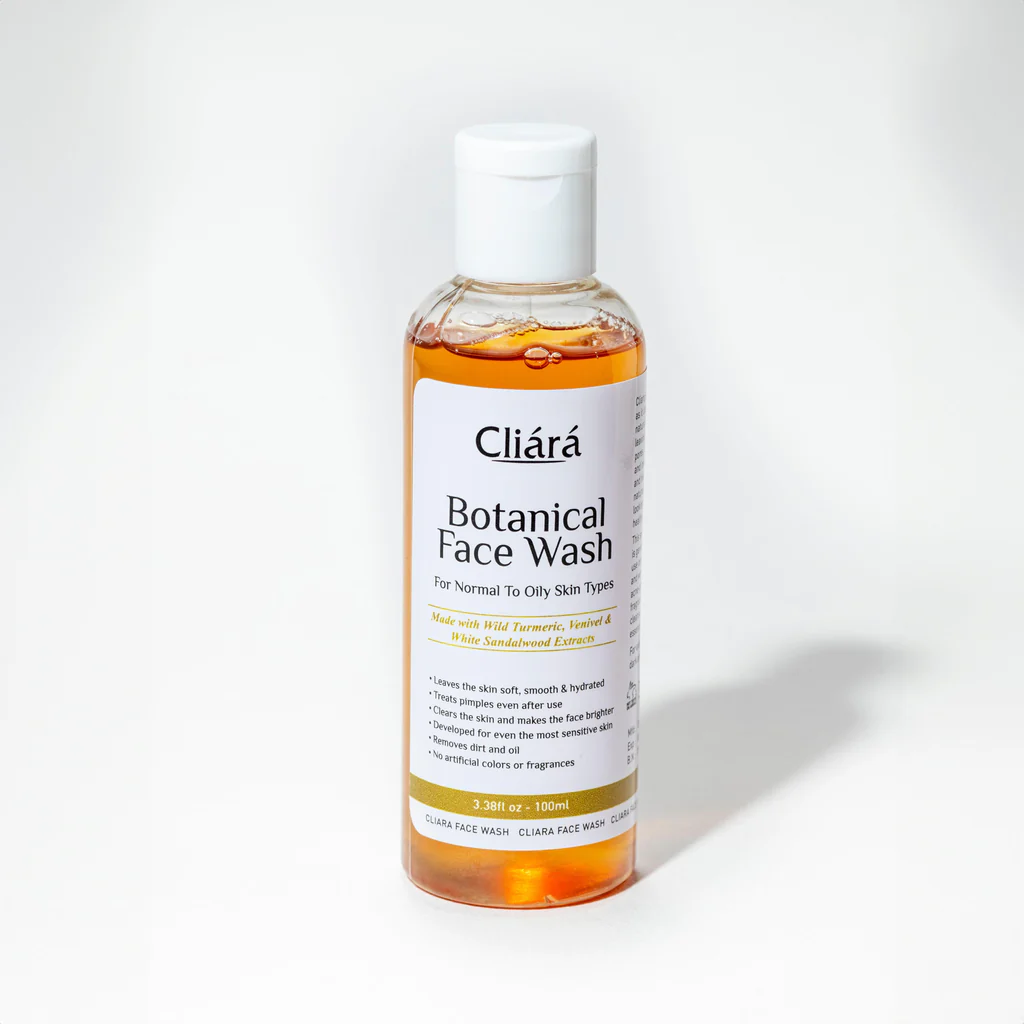 Cliárá
Botanical
Face Wash
For Normal To Oily Skin Types
Made with Wild Turmeric, Venivel &
White Sandalwood Extracts
• Leaves the skin soft, smooth & hydrated
• Treats pimples even after use
• Clears the skin and makes the face brighter
• Developed for even the most sensitive skin
• Removes dirt and oil
• No artificial colors or fragrances
3.38fl oz - 100ml
CLIARA FACE WASH CLIARA FACE WASH